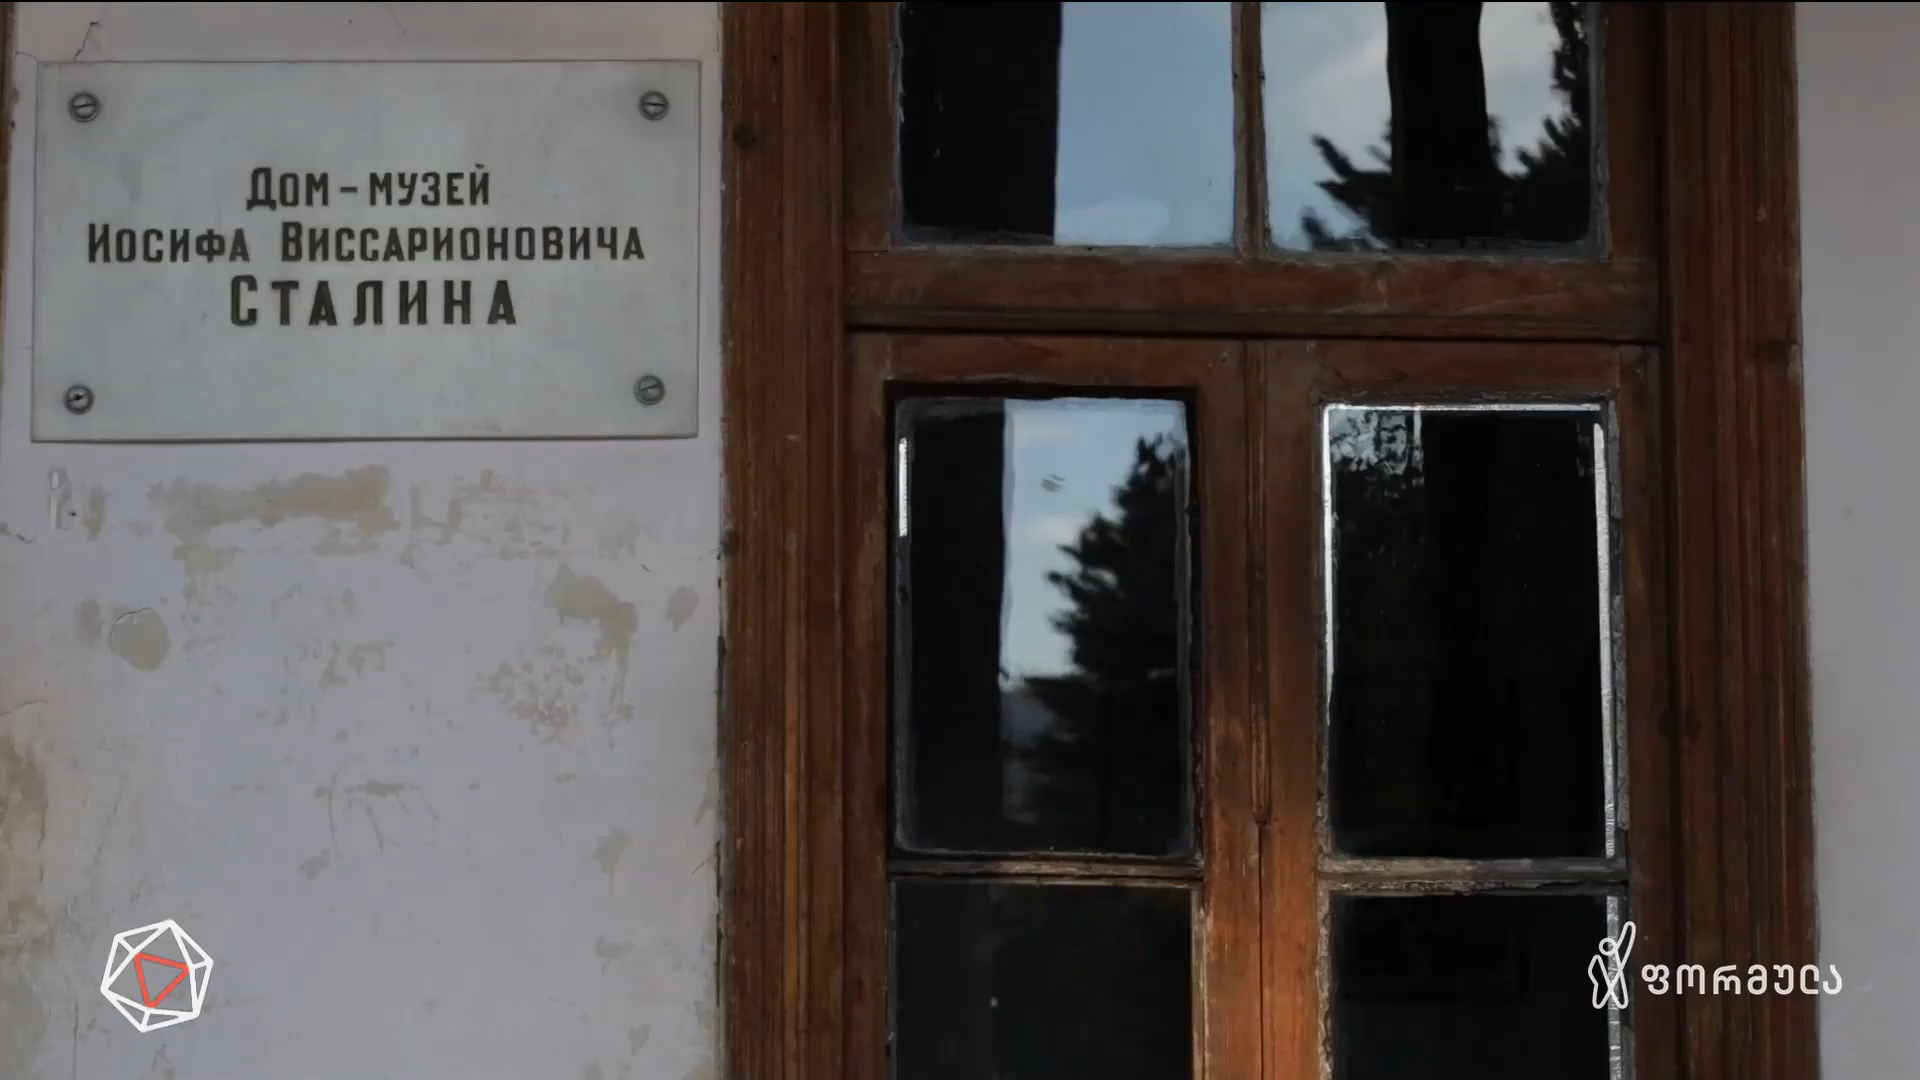 Дом-музей
Иосифа Виссарионовича
Сталина
ფორმულა